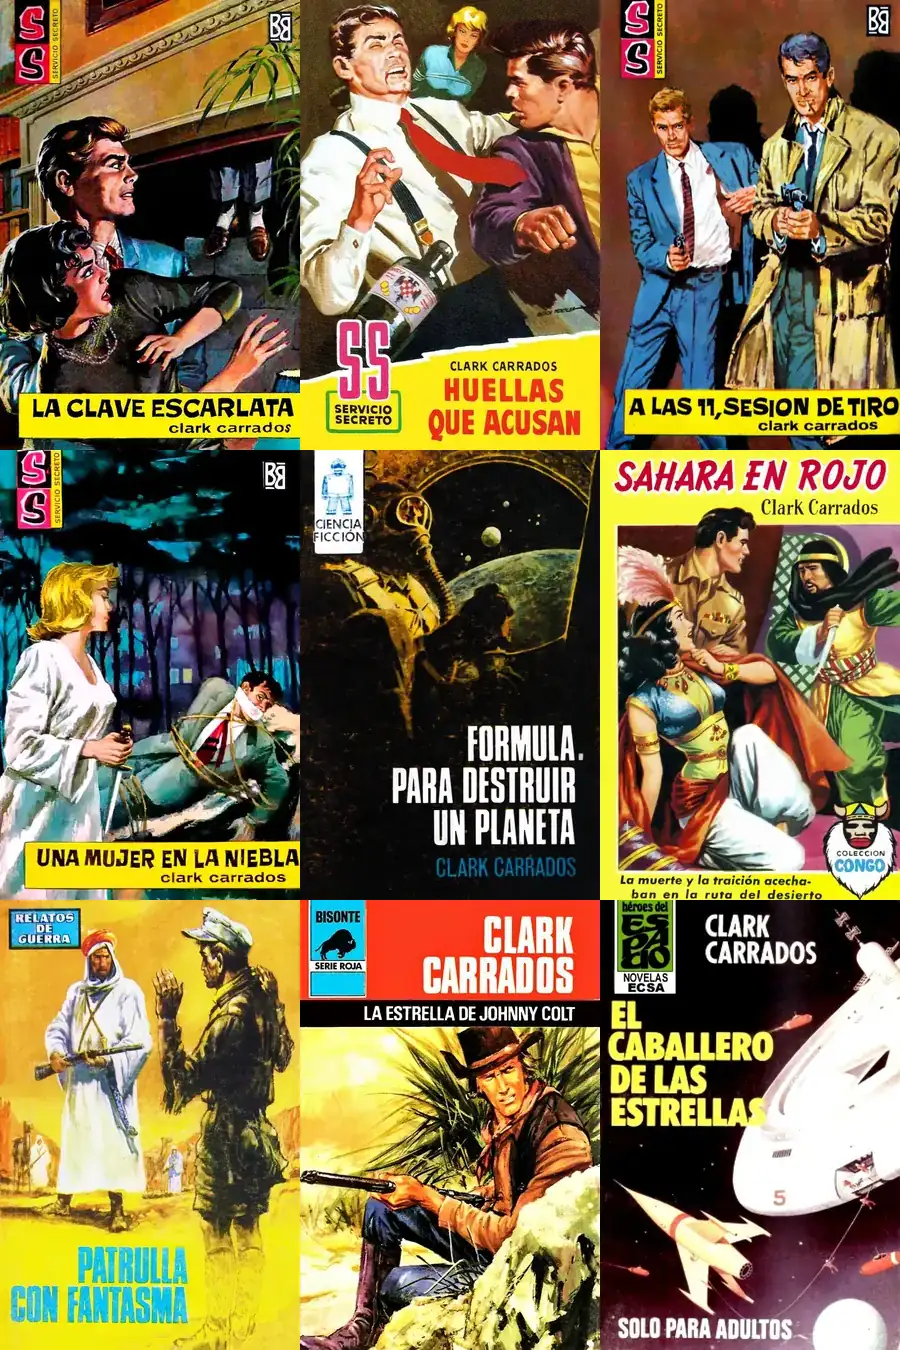 SS
SERVICIO SECRETO
BB
LA CLAVE ESCARLATA
clark carrados
SS
SERVICIO
SECRETO
CLARK CARRADOS
HUELLAS
QUE ACUSAN
SS
SERVICIO SECRETO
BB
A LAS 11, SESION DE TIRO
clark carrados
SS
SERVICIO SECRETO
BB
UNA MUJER EN LA NIEBLA
clark carrados
CIENCIA
FICCIÓN
FORMULA
PARA DESTRUIR
UN PLANETA
CLARK CARRADOS
SAHARA EN ROJO
Clark Carrados
COLECCION
CONGO
La muerte y la traición acecha-
ban en la ruta del desierto
RELATOS
DE
GUERRA
PATRULLA
CON FANTASMA
BISONTE
SERIE ROJA
CLARK
CARRADOS
LA ESTRELLA DE JOHNNY COLT
héroes del
ESPACIO
NOVELAS
ECSA
CLARK
CARRADOS
EL
CABALLERO
DE LAS
ESTRELLAS
5
SOLO PARA ADULTOS